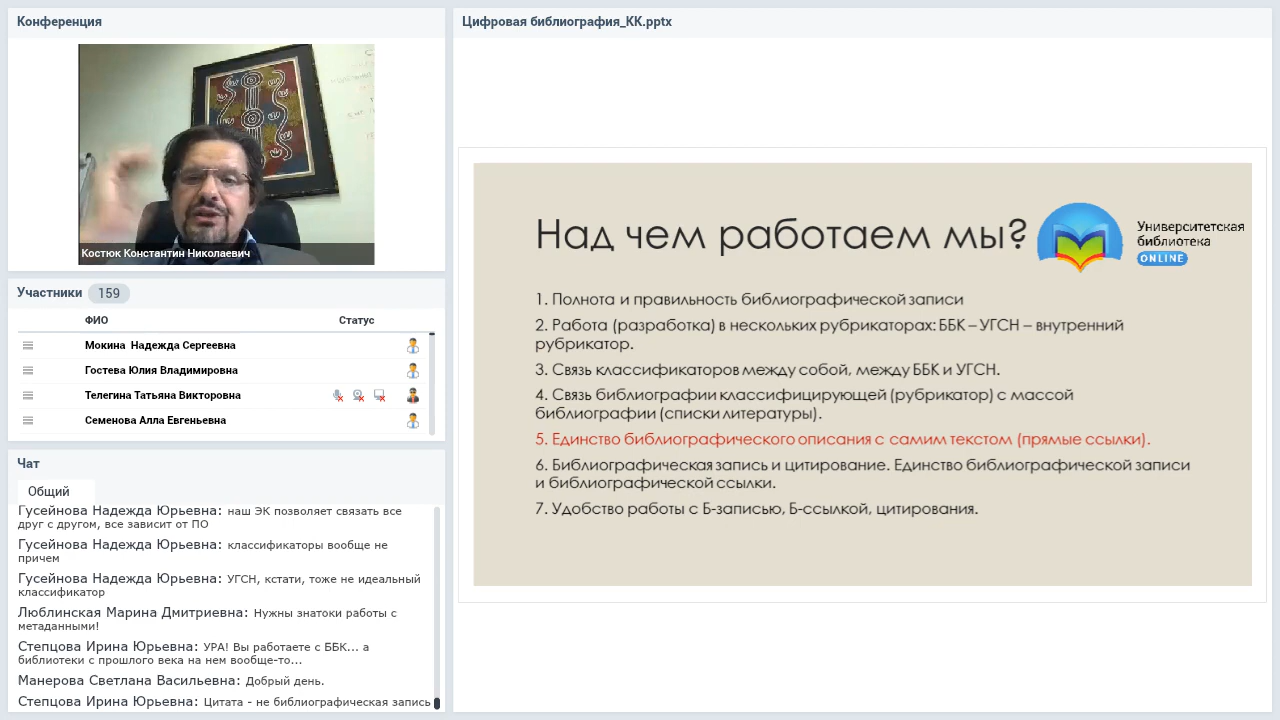 Конференция
Костюк Константин Николаевич
Участники 159
ФИО Статус
Мокина Надежда Сергеевна
Гостева Юлия Владимировна
Телегина Татьяна Викторовна
Семенова Алла Евгеньевна
Чат
Общий
Гусейнова Надежда Юрьевна: наш ЭК позволяет связать все
друг с другом, все зависит от ПО
Гусейнова Надежда Юрьевна: классификаторы вообще не
причем
Гусейнова Надежда Юрьевна: УГСН, кстати, тоже не идеальный
классификатор
Люблинская Марина Дмитриевна: Нужны знатоки работы с
метаданными!
Степцова Ирина Юрьевна: УРА! Вы работаете с ББК... а
библиотеки с прошлого века на нем вообще-то...
Манерова Светлана Васильевна: Добрый день.
Степцова Ирина Юрьевна: Цитата - не библиографическая запись
Цифровая библиография_КК.pptx
Над чем работаем мы?
Университетская
библиотека
ONLINE
1. Полнота и правильность библиографической записи
2. Работа (разработка) в нескольких рубрикаторах: ББК – УГСН – внутренний
рубрикатор.
3. Связь классификаторов между собой, между ББК и УГСН.
4. Связь библиографии классифицирующей (рубрикатор) с массой
библиографии (списки литературы).
5. Единство библиографического описания с самим текстом (прямые ссылки).
6. Библиографическая запись и цитирование. Единство библиографической записи
и библиографической ссылки.
7. Удобство работы с Б-записью, Б-ссылкой, цитирования.